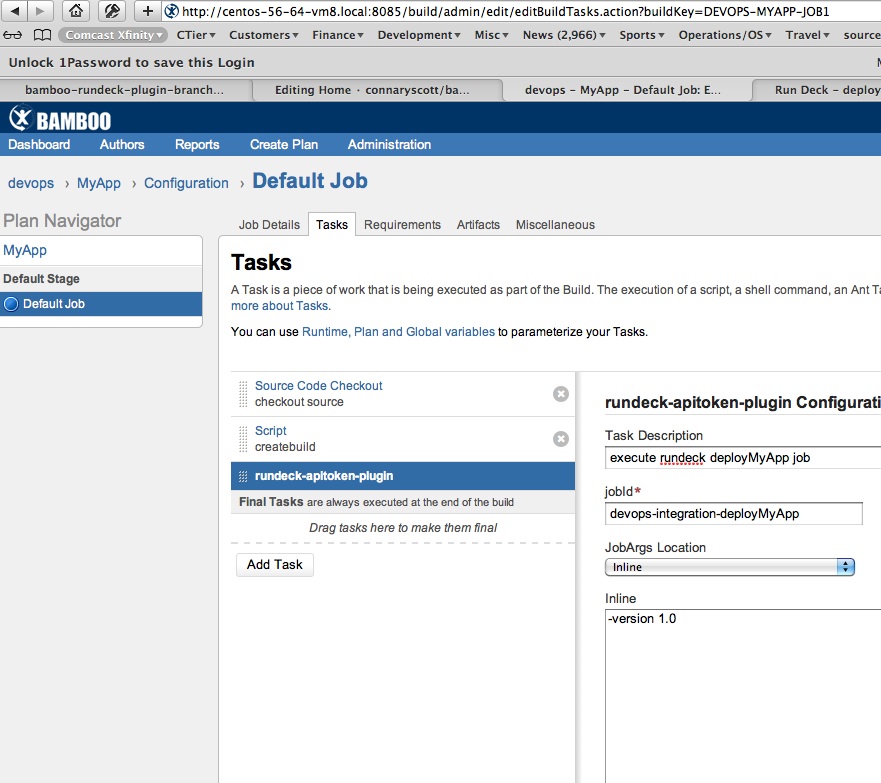 http://centos-56-64-vm8.local:8085/build/admin/edit/editBuildTasks.action?buildKey=DEVOPS-MYAPP-JOB1
Comcast Xfinity CTier Customers Finance Development Misc News (2,966) Sports Operations/OS Travel source
Unlock 1Password to save this Login
bamboo-rundeck-plugin-branch... Editing Home · connaryscott/ba... devops – MyApp – Default Job: E... Run Deck - deploy
BAMBOO
Dashboard Authors Reports Create Plan Administration
devops › MyApp › Configuration › Default Job
Plan Navigator
Job Details Tasks Requirements Artifacts Miscellaneous
MyApp
Default Stage
Default Job
Tasks
A Task is a piece of work that is being executed as part of the Build. The execution of a script, a shell command, an Ant Ta
more about Tasks.
You can use Runtime, Plan and Global variables to parameterize your Tasks.
Source Code Checkout
checkout source
Script
createbuild
rundeck-apitoken-plugin
Final Tasks are always executed at the end of the build
Drag tasks here to make them final
Add Task
rundeck-apitoken-plugin Configurati
Task Description
execute rundeck deployMyApp job
jobId*
devops-integration-deployMyApp
JobArgs Location
Inline
Inline
-version 1.0